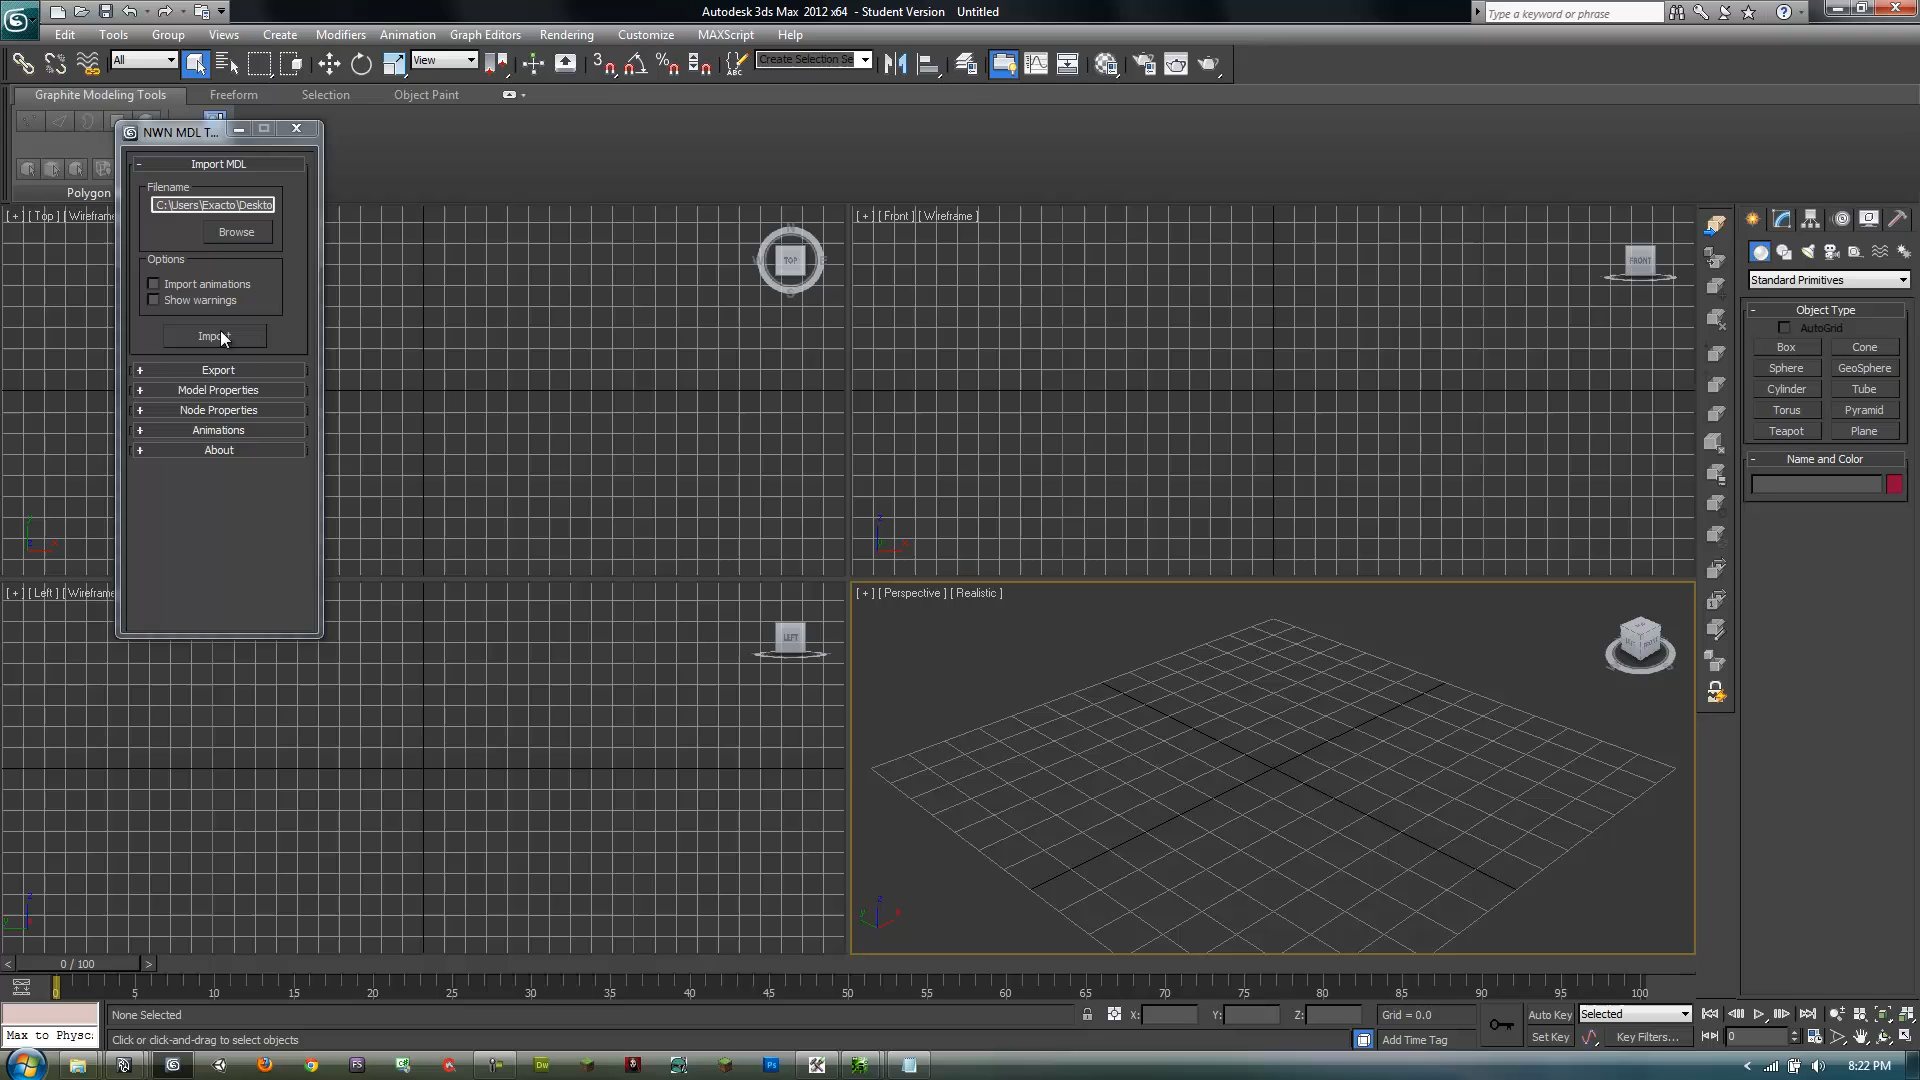 Autodesk 3ds Max 2012 x64 - Student Version Untitled
Type a keyword or phrase
Edit Tools Group Views Create Modifiers Animation Graph Editors Rendering Customize MAXScript Help
All View Create Selection Se
Graphite Modeling Tools Freeform Selection Object Paint
Polygon
NWN MDL T...
Import MDL
Filename
C:\Users\Exacto\Deskto
Browse
Options
Import animations
Show warnings
Import
Export
Model Properties
Node Properties
Animations
About
[ + ] [ Top ] [ Wireframe
TOP
[ + ] [ Front ] [ Wireframe ]
FRONT
[ + ] [ Left ] [ Wireframe
LEFT
[ + ] [ Perspective ] [ Realistic ]
Standard Primitives
Object Type
AutoGrid
Box Cone
Sphere GeoSphere
Cylinder Tube
Torus Pyramid
Teapot Plane
Name and Color
< 0 / 100 >
0 5 10 15 20 25 30 35 40 45 50 55 60 65 70 75 80 85 90 95 100
None Selected X: Y: Z: Grid = 0.0 Auto Key Selected
Max to Physc
Click or click-and-drag to select objects Add Time Tag Set Key Key Filters... 0
8:22 PM